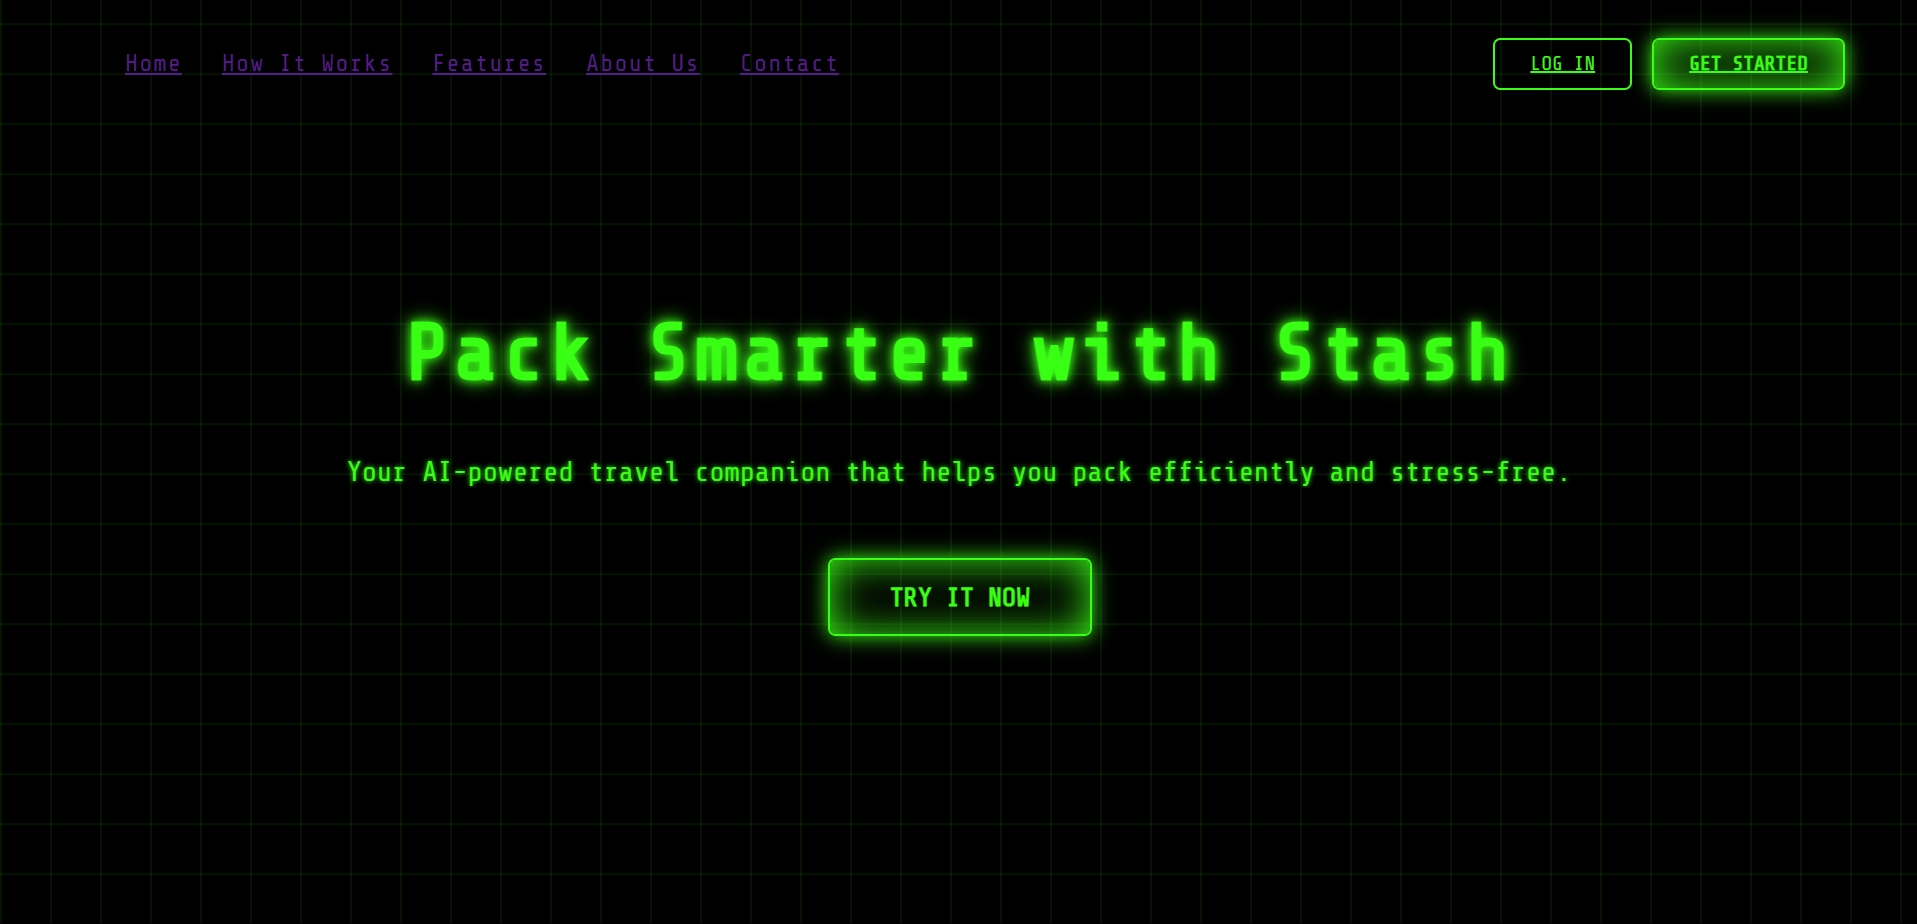 Home How It Works Features About Us Contact LOG IN GET STARTED
Pack Smarter with Stash
Your AI-powered travel companion that helps you pack efficiently and stress-free.
TRY IT NOW